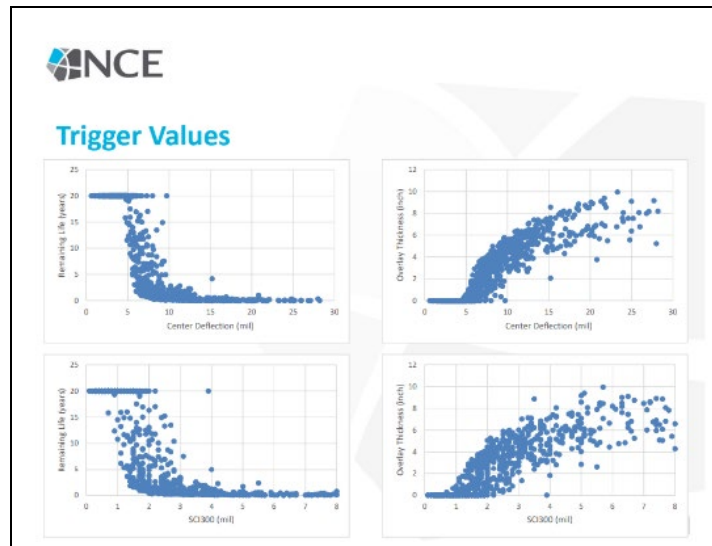 NCE
Trigger Values
25
20
15
10
5
0
Remaining Life (years)
0 5 10 15 20 25 30
Center Deflection (mil)
12
10
8
6
4
2
0
Overlay Thickness (inch)
0 5 10 15 20 25 30
Center Deflection (mil)
25
20
15
10
5
0
Remaining Life (years)
0 1 2 3 4 5 6 7 8
SCI300 (mil)
12
10
8
6
4
2
0
Overlay Thickness (inch)
0 1 2 3 4 5 6 7 8
SCI300 (mil)